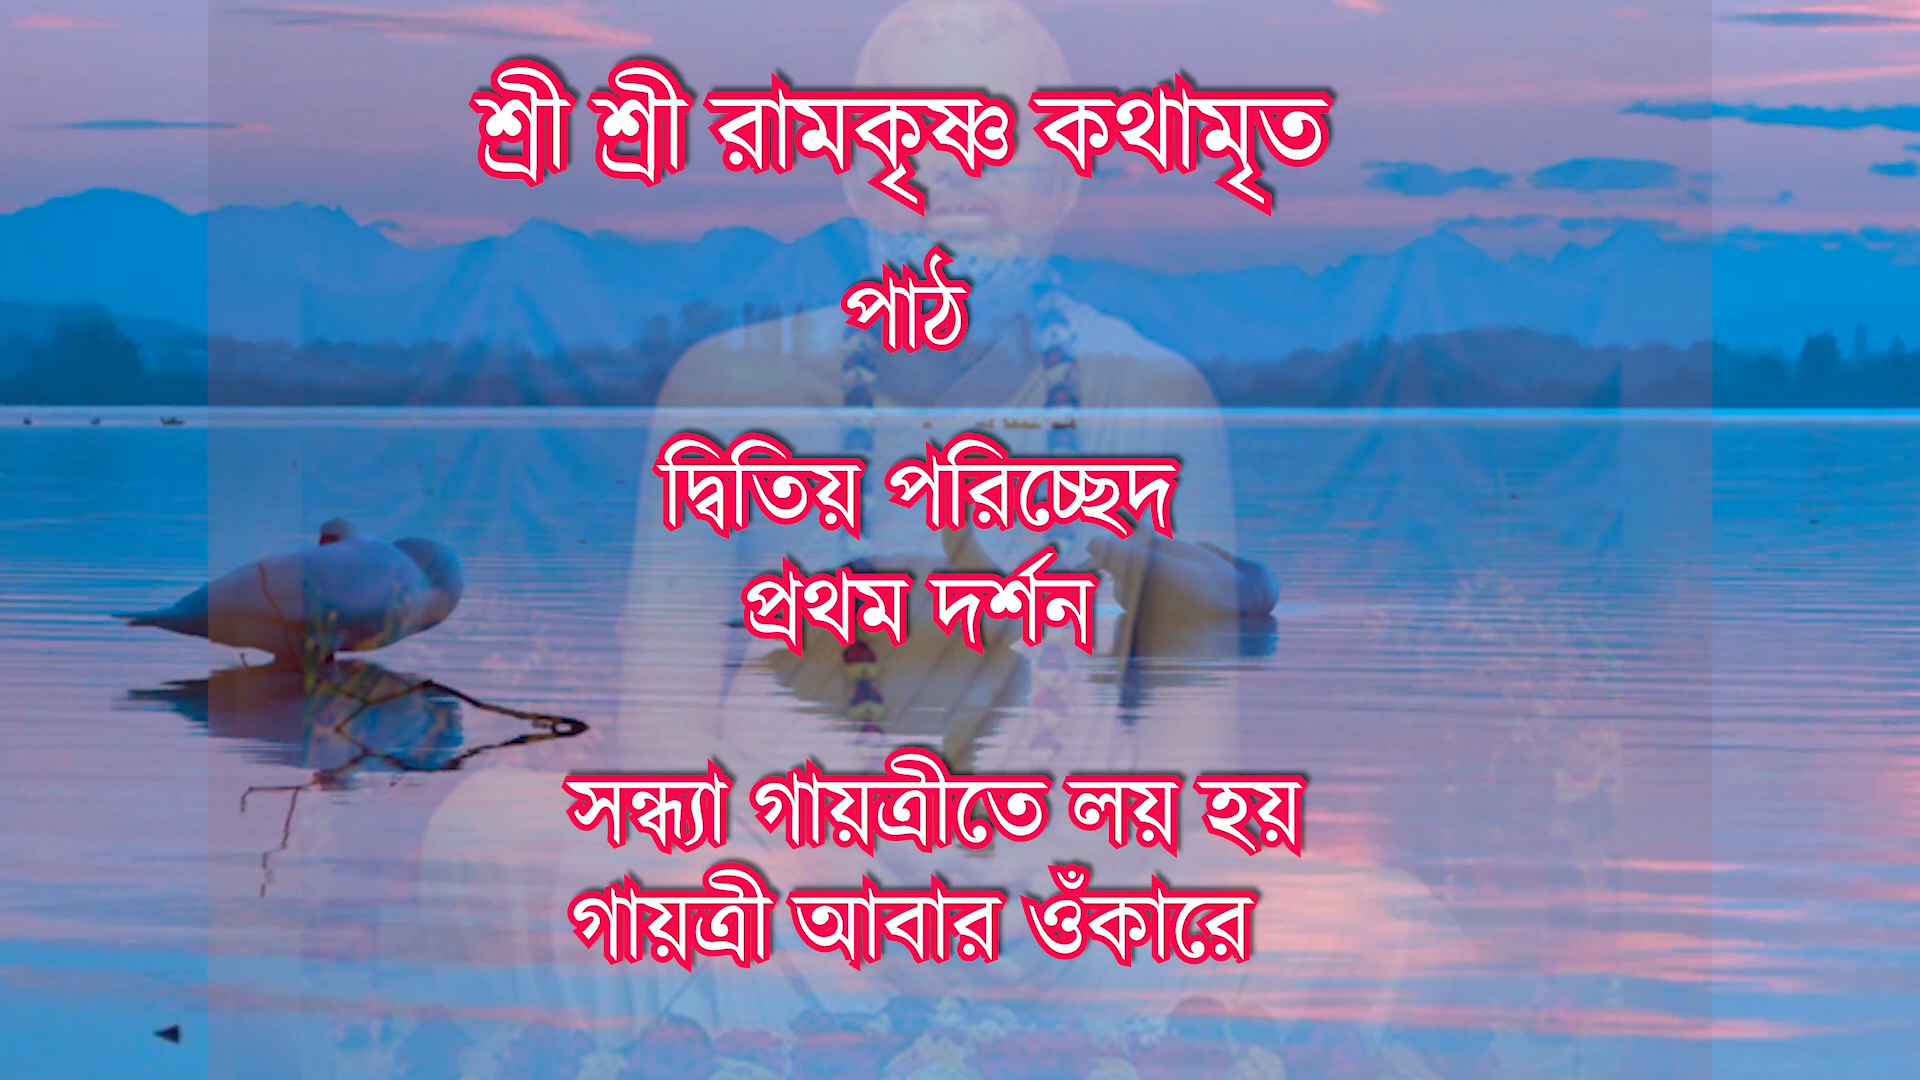 শ্রী শ্রী রামকৃষ্ণ কথামৃত
পাঠ
দ্বিতিয় পরিচ্ছেদ
প্রথম দর্শন
সন্ধ্যা গায়ত্রীতে লয় হয়
গায়ত্রী আবার ওঁকারে